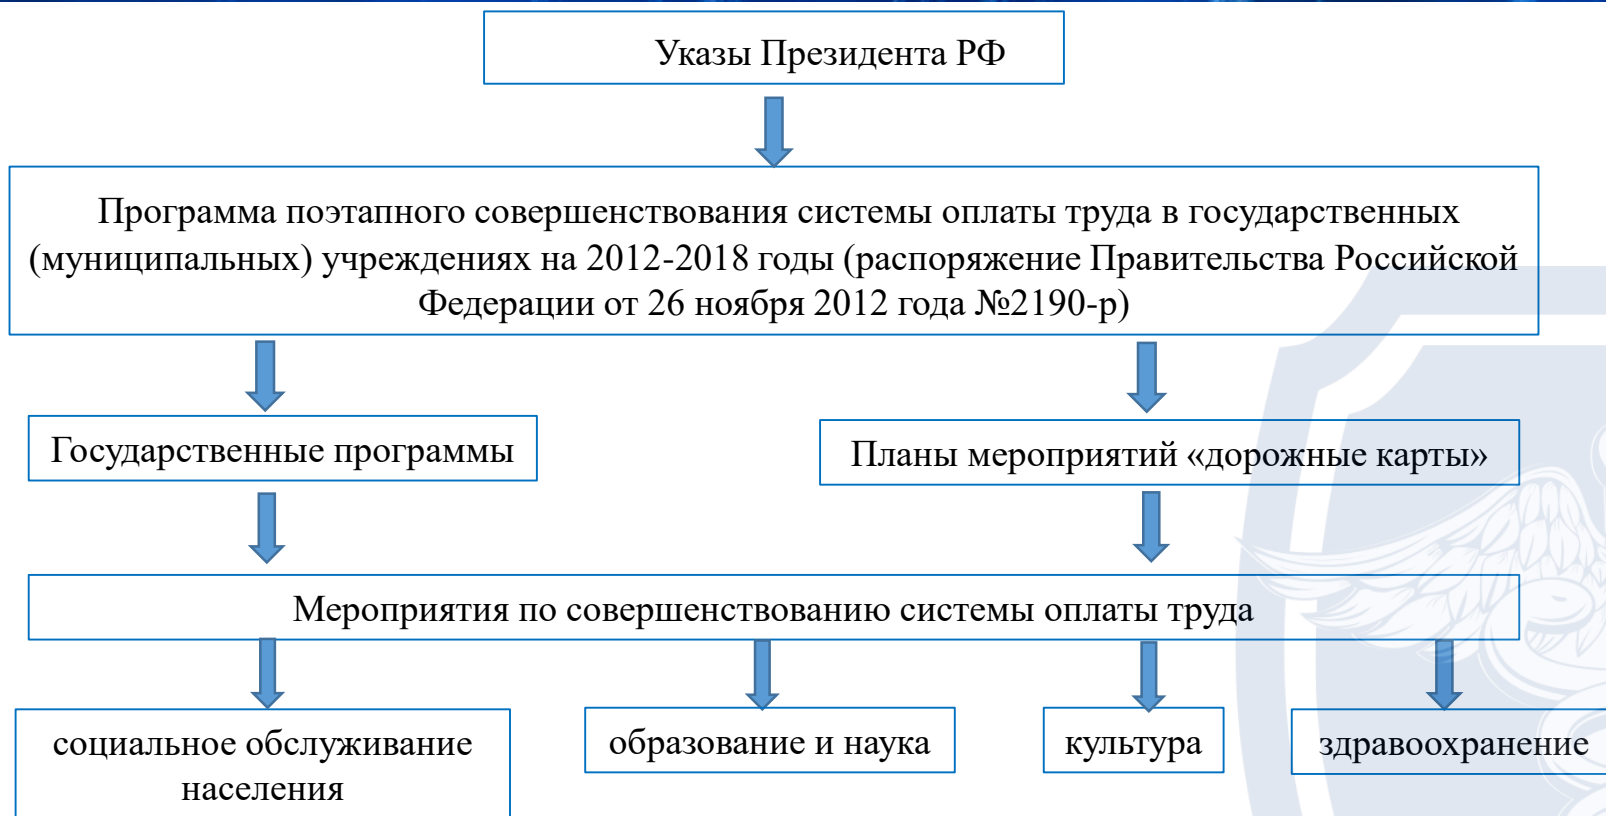 Указы Президента РФ
Программа поэтапного совершенствования системы оплаты труда в государственных
(муниципальных) учреждениях на 2012-2018 годы (распоряжение Правительства Российской
Федерации от 26 ноября 2012 года №2190-р)
Государственные программы
Планы мероприятий «дорожные карты»
Мероприятия по совершенствованию системы оплаты труда
социальное обслуживание
населения
образование и наука
культура
здравоохранение